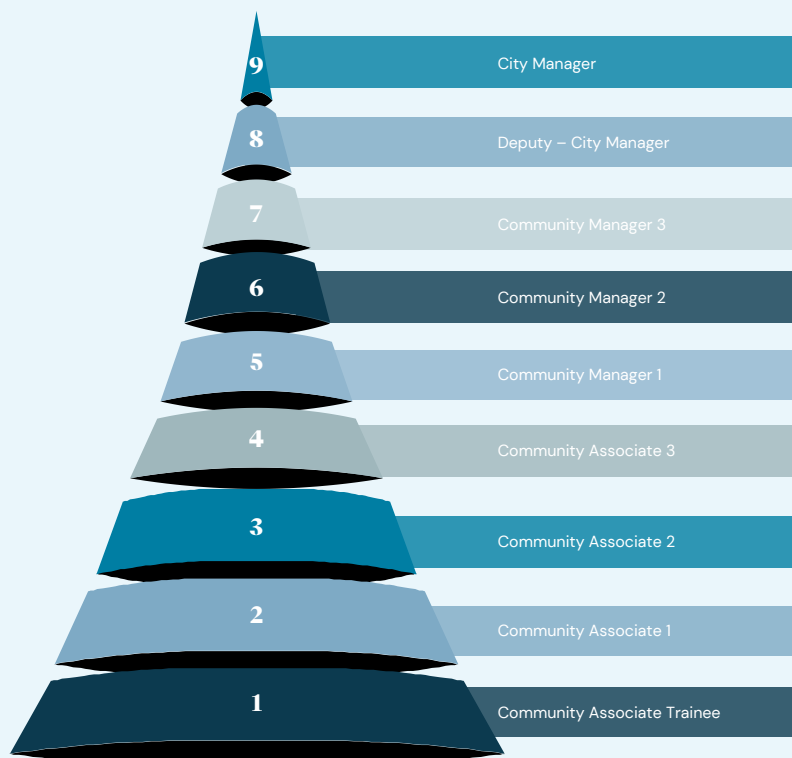 9 City Manager
8 Deputy – City Manager
7 Community Manager 3
6 Community Manager 2
5 Community Manager 1
4 Community Associate 3
3 Community Associate 2
2 Community Associate 1
1 Community Associate Trainee